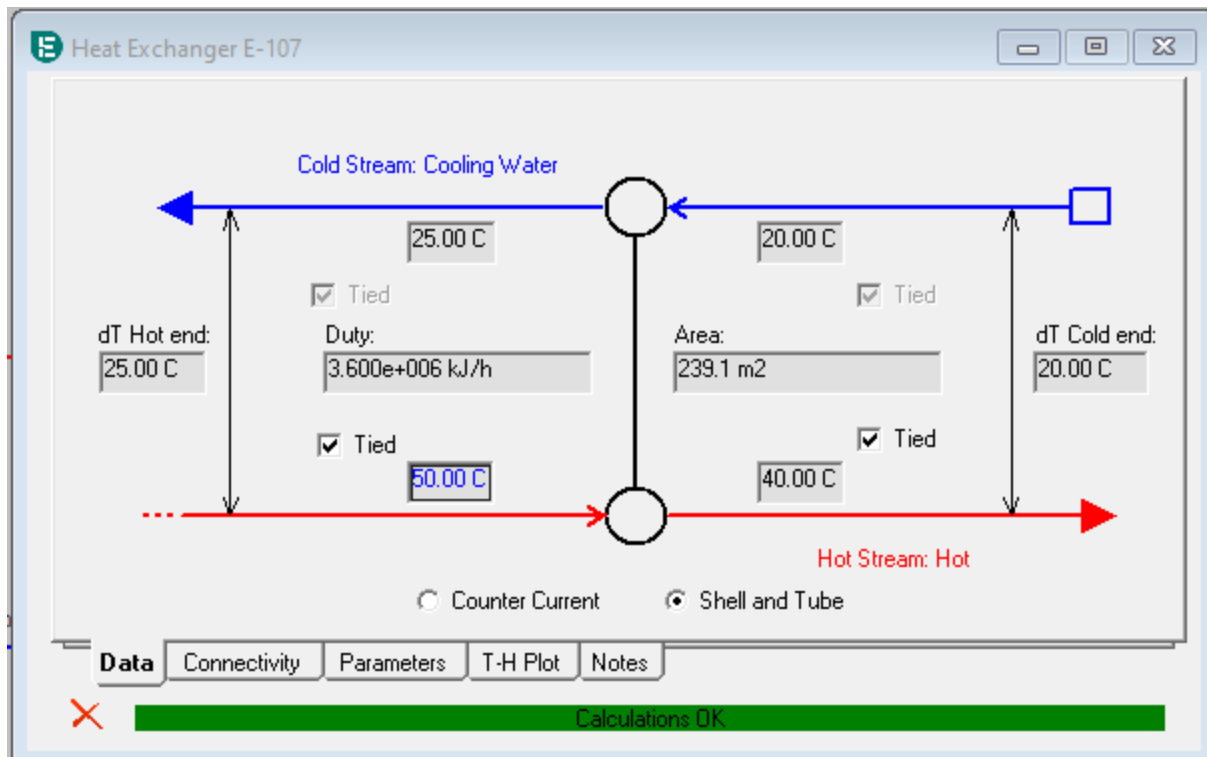 Heat Exchanger E-107
Cold Stream: Cooling Water
25.00 C
20.00 C
Tied
Tied
dT Hot end:
Duty:
Area:
dT Cold end:
25.00 C
3.600e+006 kJ/h
239.1 m2
20.00 C
Tied
Tied
50.00 C
40.00 C
Hot Stream: Hot
Counter Current
Shell and Tube
Data
Connectivity
Parameters
T-H Plot
Notes
Calculations OK